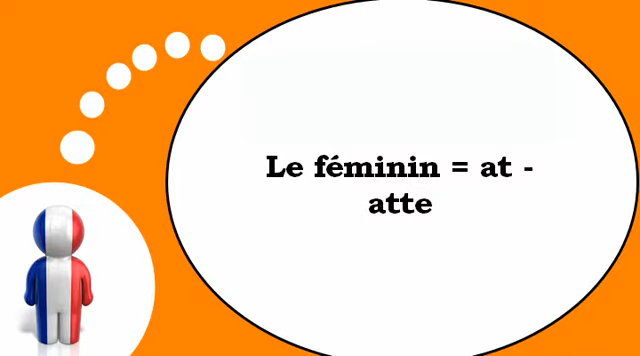 Le féminin = at -
atte